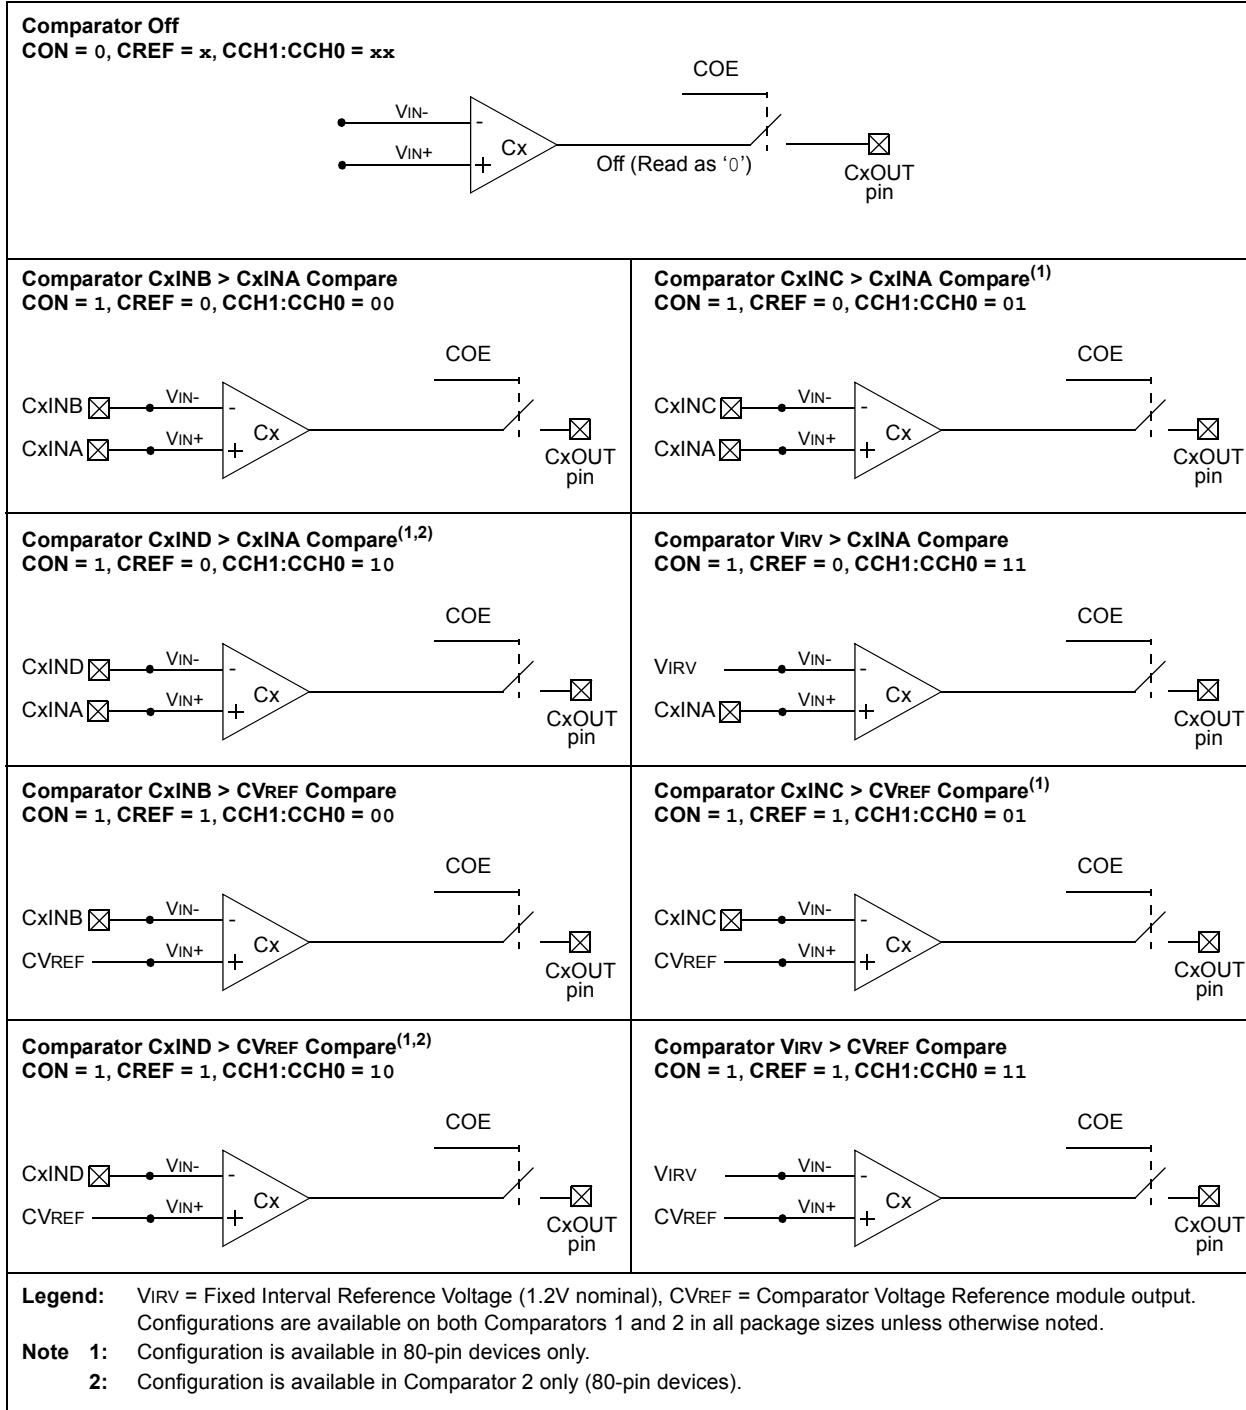 Comparator Off
CON = 0, CREF = x, CCH1:CCH0 = xx
COE
VIN-
-
VIN+
+
Cx
Off (Read as ‘0’)
CxOUT
pin
Comparator CxINB > CxINA Compare
CON = 1, CREF = 0, CCH1:CCH0 = 00
COE
CxINB
VIN-
-
CxINA
VIN+
+
Cx
CxOUT
pin
Comparator CxINC > CxINA Compare(1)
CON = 1, CREF = 0, CCH1:CCH0 = 01
COE
CxINC
VIN-
-
CxINA
VIN+
+
Cx
CxOUT
pin
Comparator CxIND > CxINA Compare(1,2)
CON = 1, CREF = 0, CCH1:CCH0 = 10
COE
CxIND
VIN-
-
CxINA
VIN+
+
Cx
CxOUT
pin
Comparator VIRV > CxINA Compare
CON = 1, CREF = 0, CCH1:CCH0 = 11
COE
VIRV
VIN-
-
CxINA
VIN+
+
Cx
CxOUT
pin
Comparator CxINB > CVREF Compare
CON = 1, CREF = 1, CCH1:CCH0 = 00
COE
CxINB
VIN-
-
CVREF
VIN+
+
Cx
CxOUT
pin
Comparator CxINC > CVREF Compare(1)
CON = 1, CREF = 1, CCH1:CCH0 = 01
COE
CxINC
VIN-
-
CVREF
VIN+
+
Cx
CxOUT
pin
Comparator CxIND > CVREF Compare(1,2)
CON = 1, CREF = 1, CCH1:CCH0 = 10
COE
CxIND
VIN-
-
CVREF
VIN+
+
Cx
CxOUT
pin
Comparator VIRV > CVREF Compare
CON = 1, CREF = 1, CCH1:CCH0 = 11
COE
VIRV
VIN-
-
CVREF
VIN+
+
Cx
CxOUT
pin
Legend: VIRV = Fixed Interval Reference Voltage (1.2V nominal), CVREF = Comparator Voltage Reference module output.
Configurations are available on both Comparators 1 and 2 in all package sizes unless otherwise noted.
Note 1: Configuration is available in 80-pin devices only.
2: Configuration is available in Comparator 2 only (80-pin devices).